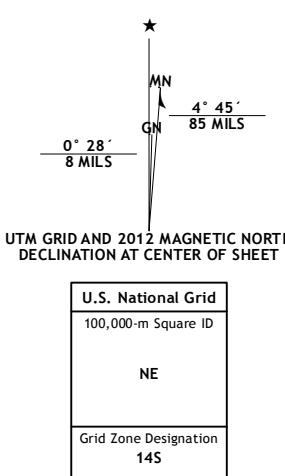 MN
GN
4° 45´
85 MILS
0° 28´
8 MILS
UTM GRID AND 2012 MAGNETIC NORT
DECLINATION AT CENTER OF SHEET
U.S. National Grid
100,000-m Square ID
NE
Grid Zone Designation
14S